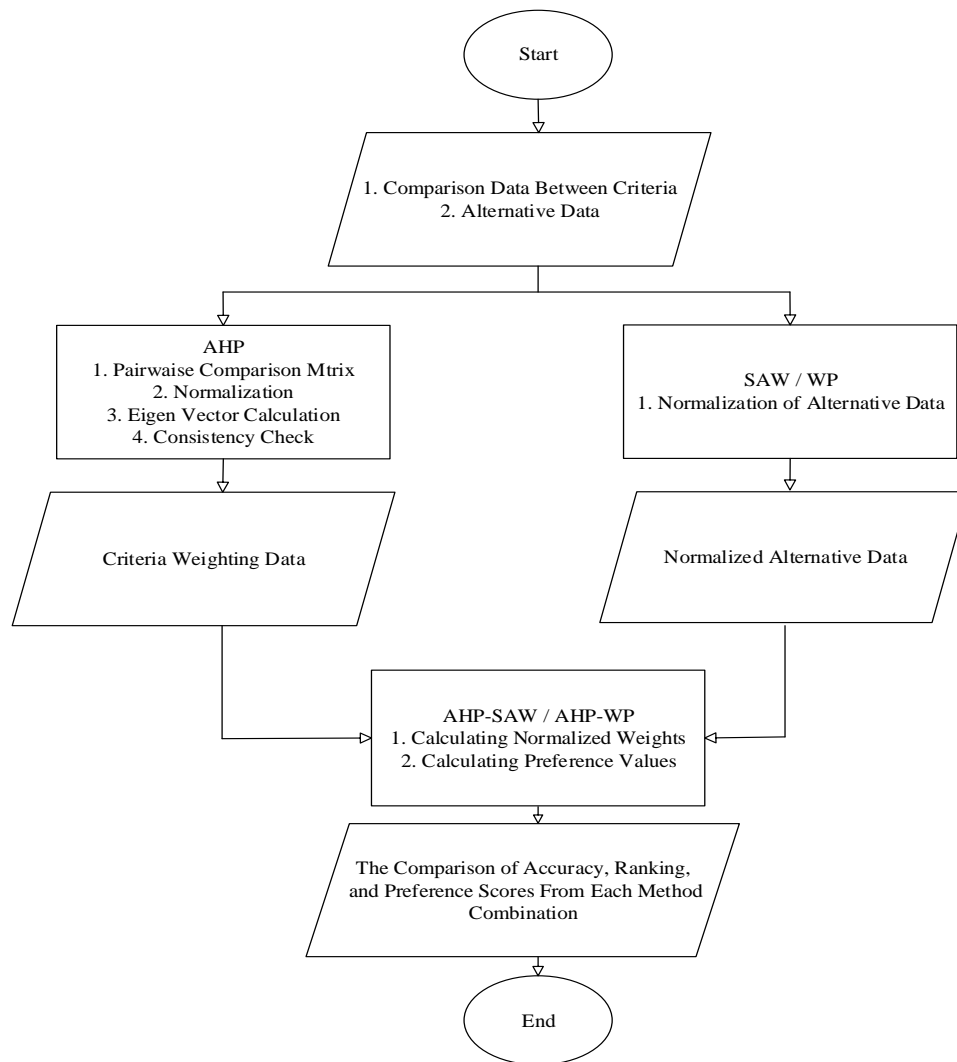 Start
1. Comparison Data Between Criteria
2. Alternative Data
AHP
1. Pairwaise Comparison Mtrix
2. Normalization
3. Eigen Vector Calculation
4. Consistency Check
SAW / WP
1. Normalization of Alternative Data
Criteria Weighting Data
Normalized Alternative Data
AHP-SAW / AHP-WP
1. Calculating Normalized Weights
2. Calculating Preference Values
The Comparison of Accuracy, Ranking,
and Preference Scores From Each Method
Combination
End